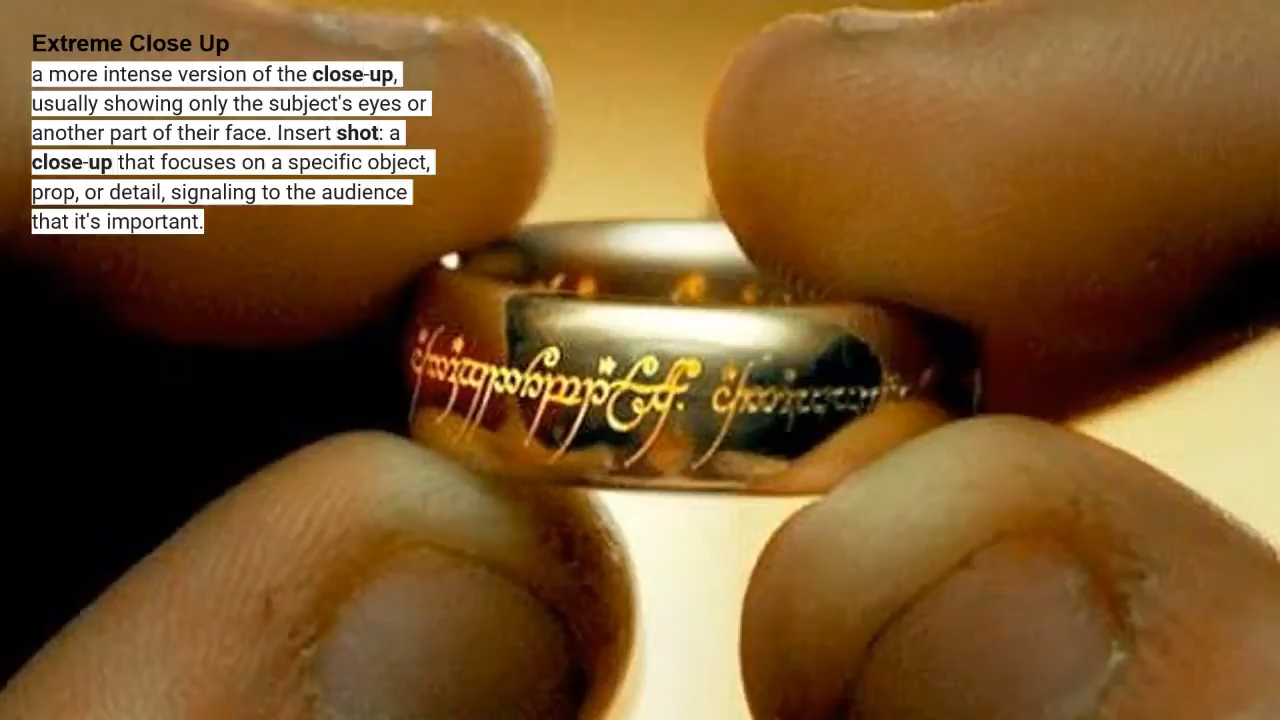 Extreme Close Up
a more intense version of the close-up,
usually showing only the subject's eyes or
another part of their face. Insert shot: a
close-up that focuses on a specific object,
prop, or detail, signaling to the audience
that it's important.